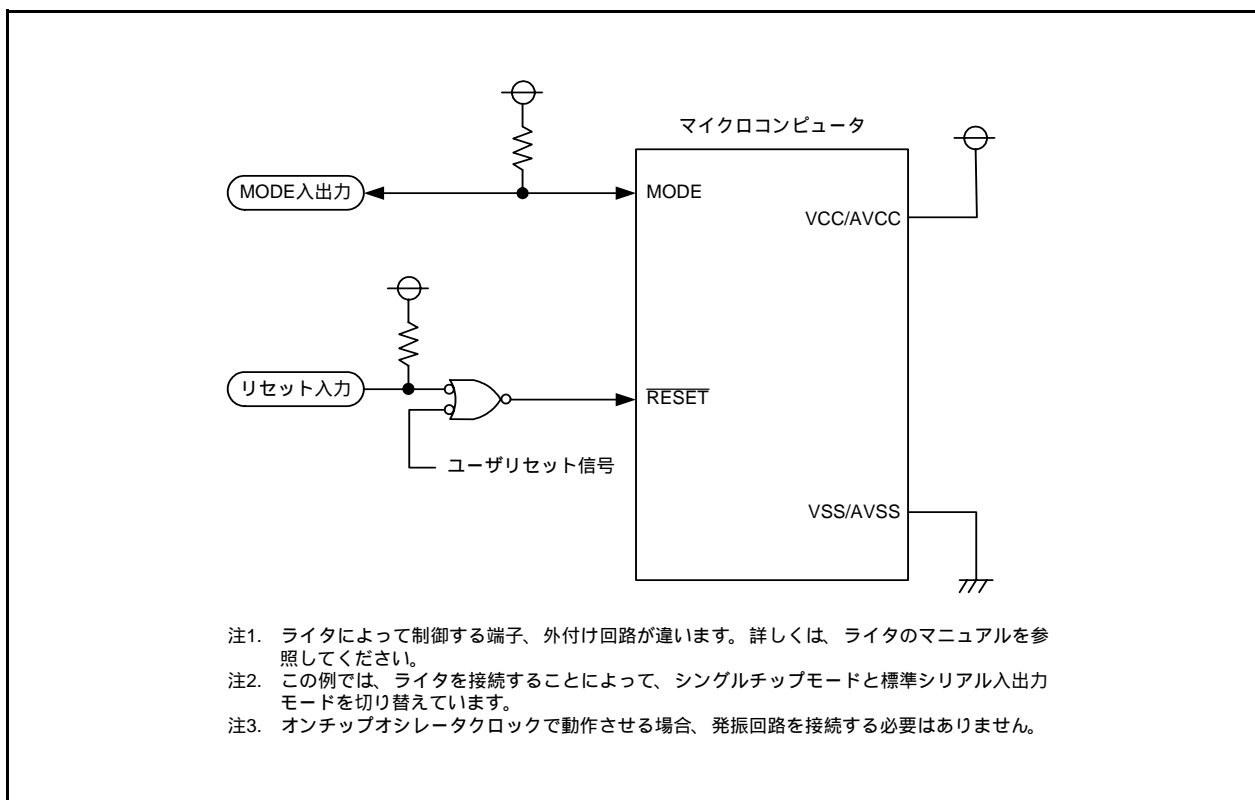 マイクロコンピュータ
MODE入出力
MODE
VCC/AVCC
リセット入力
RESET
ユーザリセット信号
VSS/AVSS
注1. ライタによって制御する端子、外付け回路が違います。詳しくは、ライタのマニュアルを参
照してください。
注2. この例では、ライタを接続することによって、シングルチップモードと標準シリアル入出力
モードを切り替えています。
注3. オンチップオシレータクロックで動作させる場合、発振回路を接続する必要はありません。